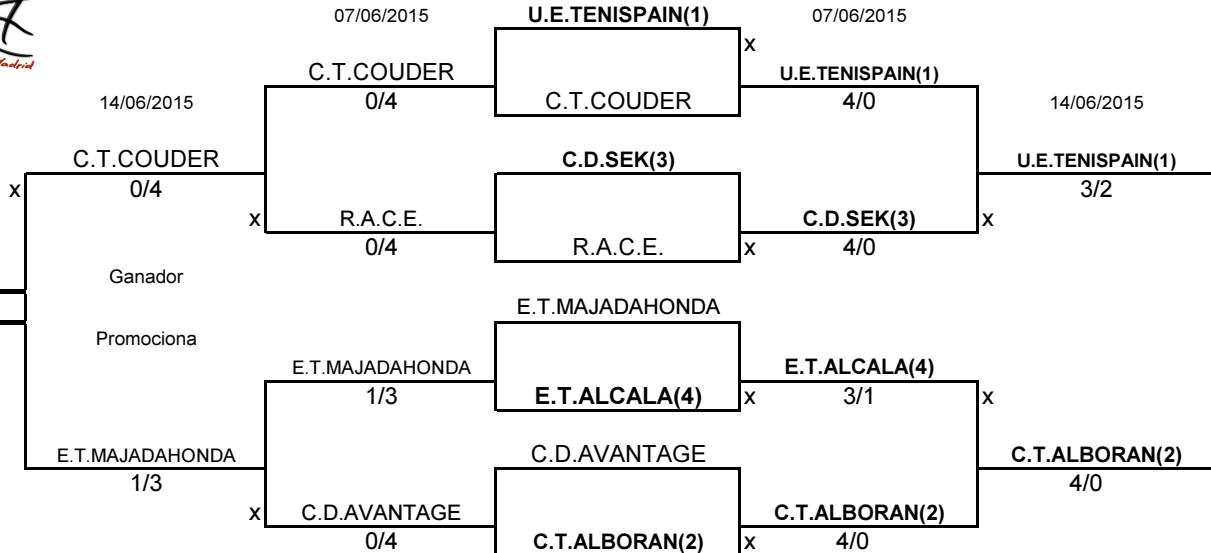 07/06/2015 U.E.TENISPAIN(1) 07/06/2015
Madrid x
C.T.COUDER U.E.TENISPAIN(1)
14/06/2015 0/4 C.T.COUDER 4/0 14/06/2015
C.T.COUDER C.D.SEK(3) U.E.TENISPAIN(1)
x 0/4 3/2
x R.A.C.E. C.D.SEK(3) x
0/4 R.A.C.E. x 4/0
Ganador
E.T.MAJADAHONDA
Promociona
E.T.MAJADAHONDA E.T.ALCALA(4)
1/3 E.T.ALCALA(4) x 3/1 x
E.T.MAJADAHONDA C.D.AVANTAGE C.T.ALBORAN(2)
1/3 4/0
x C.D.AVANTAGE C.T.ALBORAN(2)
0/4 C.T.ALBORAN(2) x 4/0